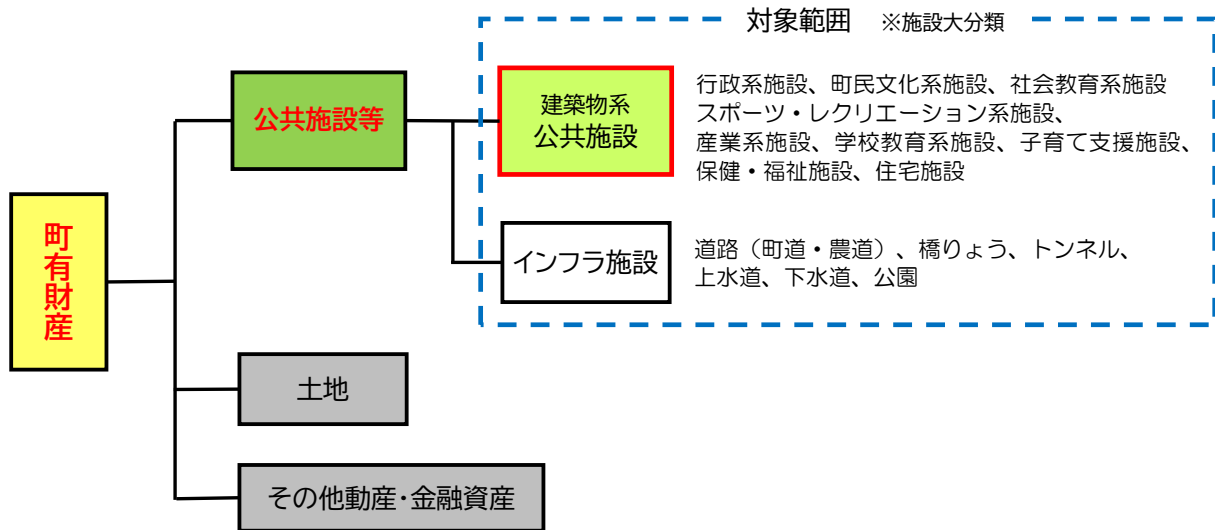 対象範囲 ※施設大分類
公共施設等
建築物系
公共施設
行政系施設、町民文化系施設、社会教育系施設
スポーツ・レクリエーション系施設、
産業系施設、学校教育系施設、子育て支援施設、
保健・福祉施設、住宅施設
町有財産
インフラ施設
道路（町道・農道）、橋りょう、トンネル、
上水道、下水道、公園
土地
その他動産・金融資産